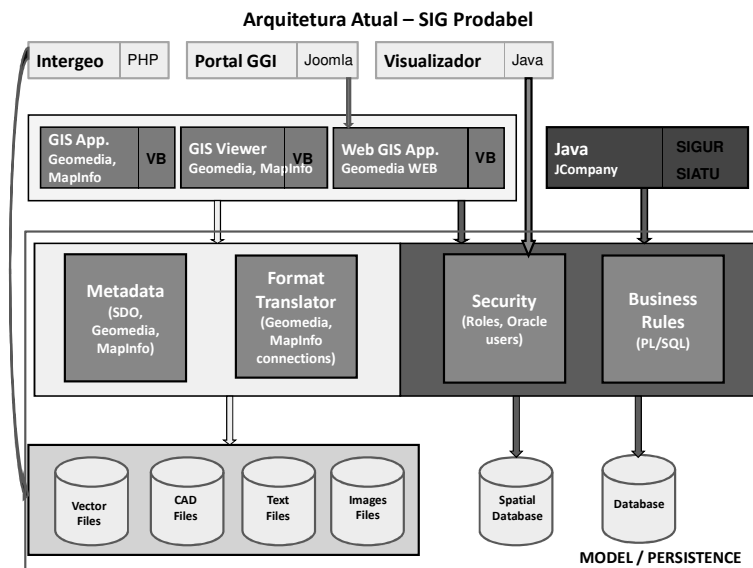 Arquitetura Atual – SIG Prodabel
Intergeo PHP
Portal GGI Joomla
Visualizador Java
GIS App.
Geomedia,
MapInfo
VB
GIS Viewer
Geomedia, MapInfo
VB
Web GIS App.
Geomedia WEB
VB
Java
JCompany
SIGUR
SIATU
Metadata
(SDO,
Geomedia,
MapInfo)
Format
Translator
(Geomedia,
MapInfo
connections)
Security
(Roles, Oracle
users)
Business
Rules
(PL/SQL)
Vector
Files
CAD
Files
Text
Files
Images
Files
Spatial
Database
Database
MODEL / PERSISTENCE